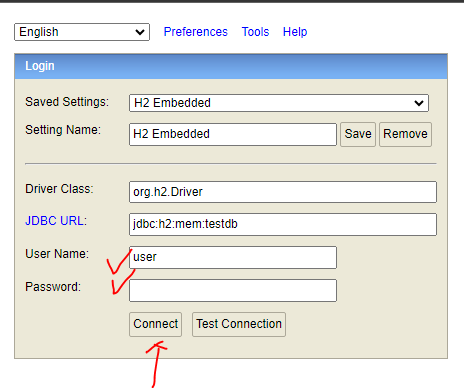 English Preferences Tools Help
Login
Saved Settings: H2 Embedded
Setting Name: H2 Embedded Save Remove
Driver Class: org.h2.Driver
JDBC URL: jdbc:h2:mem:testdb
User Name: user
Password:
Connect Test Connection